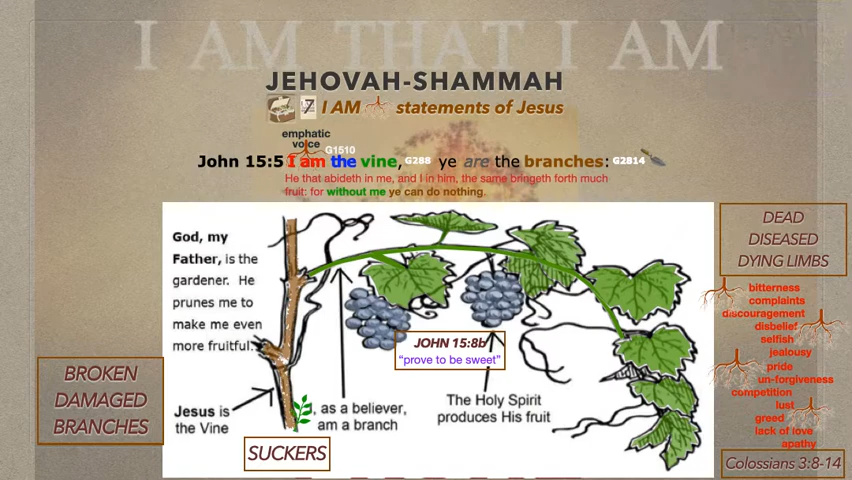 I AM THAT I AM
JEHOVAH-SHAMMAH
7 I AM statements of Jesus
emphatic
voice
G1510
John 15:5 I am the vine, G288 ye are the branches: G2814
He that abideth in me, and I in him, the same bringeth forth much
fruit: for without me ye can do nothing.
God, my
Father, is the
gardener. He
prunes me to
make me even
more fruitful.
JOHN 15:8b
“prove to be sweet”
Jesus is
the Vine
, as a believer,
am a branch
The Holy Spirit
produces His fruit
BROKEN
DAMAGED
BRANCHES
SUCKERS
DEAD
DISEASED
DYING LIMBS
bitterness
complaints
discouragement
disbelief
selfish
jealousy
pride
un-forgiveness
competition
lust
greed
lack of love
apathy
Colossians 3:8-14